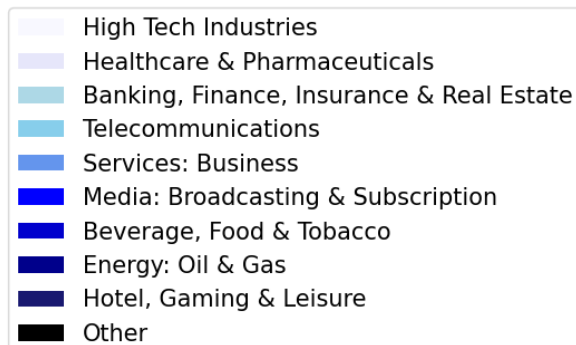 High Tech Industries
Healthcare & Pharmaceuticals
Banking, Finance, Insurance & Real Estate
Telecommunications
Services: Business
Media: Broadcasting & Subscription
Beverage, Food & Tobacco
Energy: Oil & Gas
Hotel, Gaming & Leisure
Other